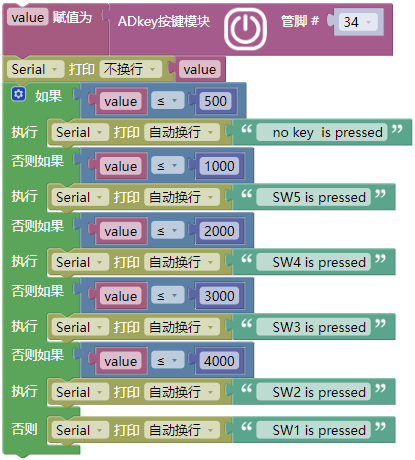 value 赋值为 ADkey按键模块 管脚 # 34
Serial 打印 不换行 value
如果 value ≤ 500
执行 Serial 打印 自动换行 “ no key is pressed ”
否则如果 value ≤ 1000
执行 Serial 打印 自动换行 “ SW5 is pressed ”
否则如果 value ≤ 2000
执行 Serial 打印 自动换行 “ SW4 is pressed ”
否则如果 value ≤ 3000
执行 Serial 打印 自动换行 “ SW3 is pressed ”
否则如果 value ≤ 4000
执行 Serial 打印 自动换行 “ SW2 is pressed ”
否则 Serial 打印 自动换行 “ SW1 is pressed ”